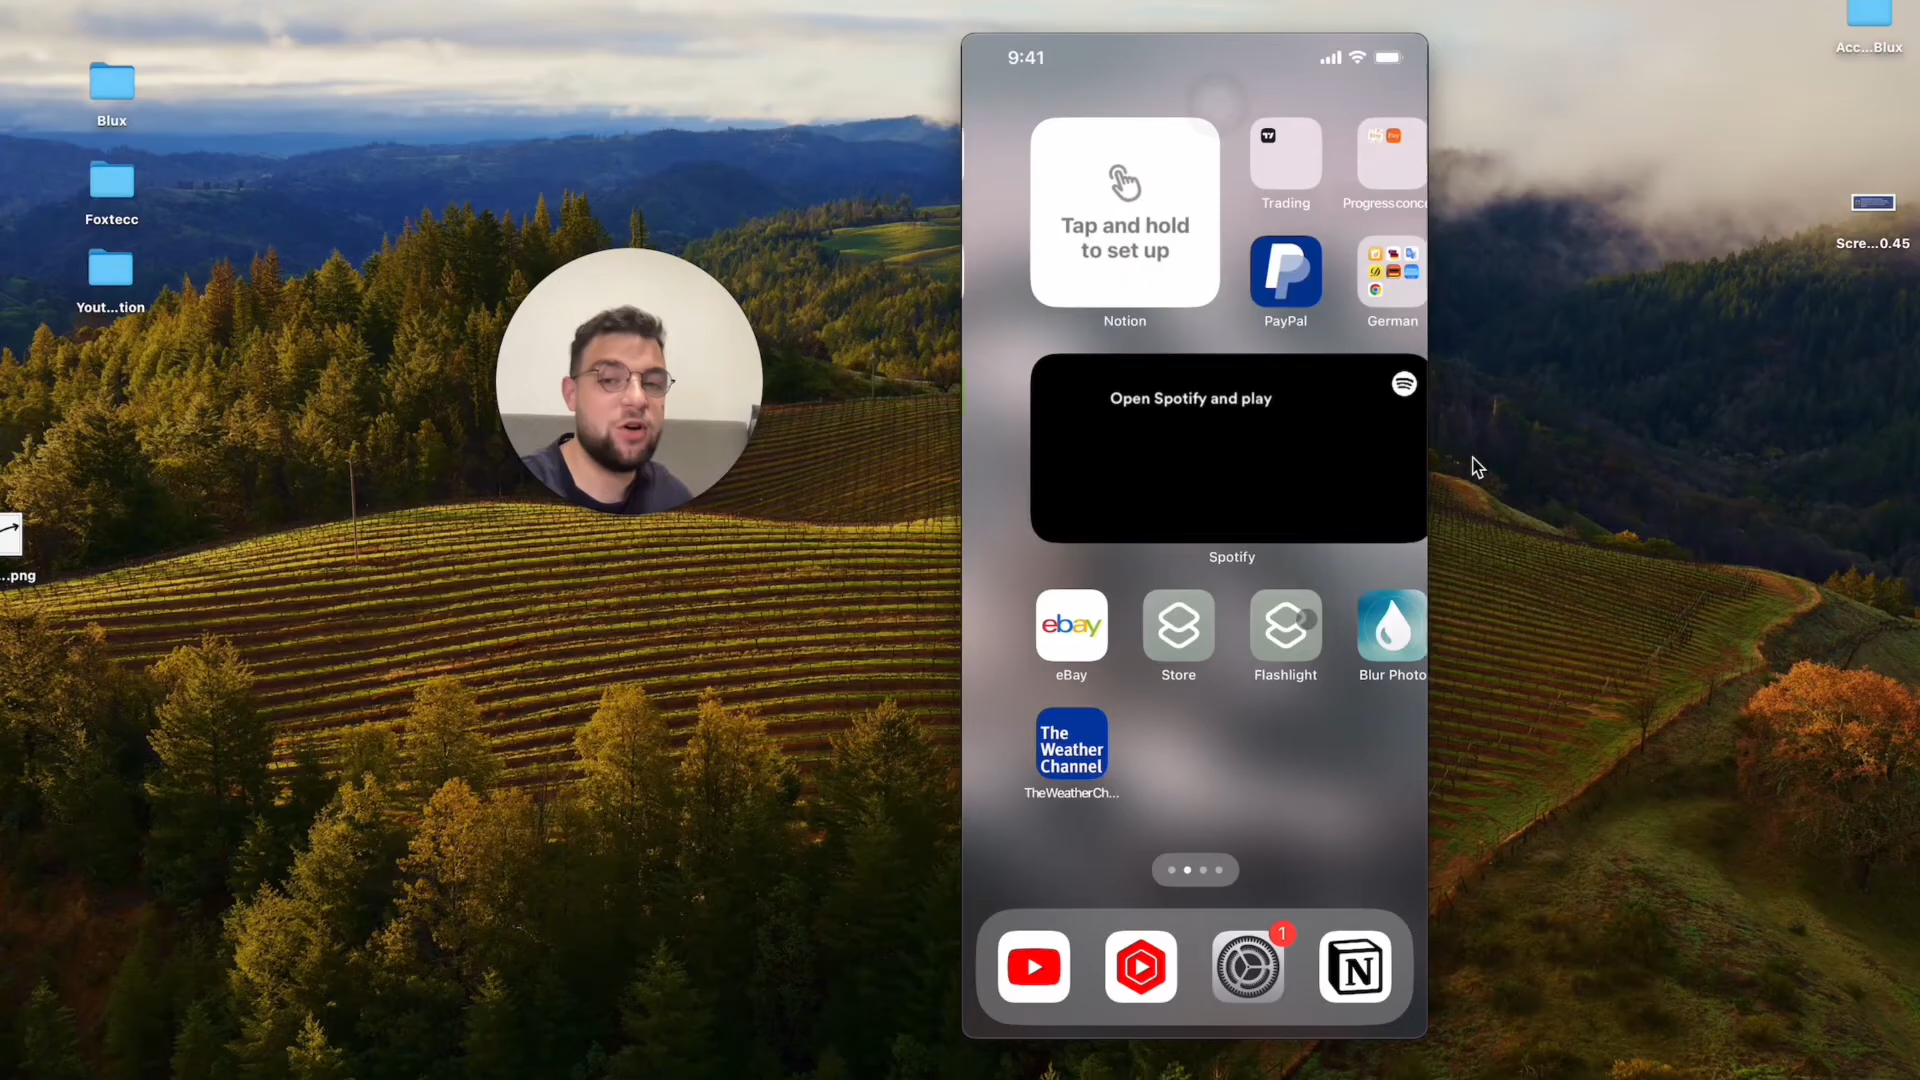 Blux
Foxtecc
Yout...tion
...png
Acc...Blux
Scre...0.45
9:41
Tap and hold
to set up
Notion
Trading
Progress conc
PayPal
German
Open Spotify and play
Spotify
ebay
eBay
Store
Flashlight
Blur Photo
The
Weather
Channel
TheWeatherCh...
1
N